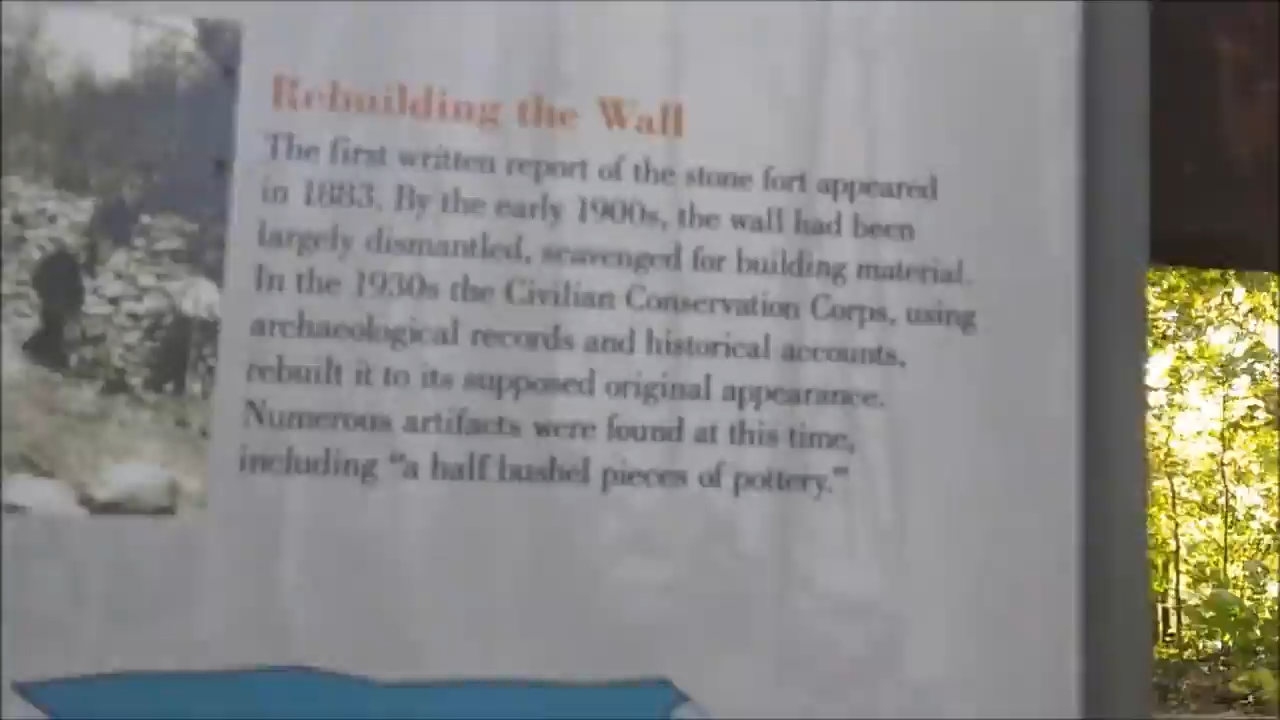 Rebuilding the Wall
The first written report of the stone fort appeared
in 1883. By the early 1900s, the wall had been
largely dismantled, scavenged for building material.
In the 1930s the Civilian Conservation Corps, using
archaeological records and historical accounts,
rebuilt it to its supposed original appearance.
Numerous artifacts were found at this time,
including "a half bushel pieces of pottery."